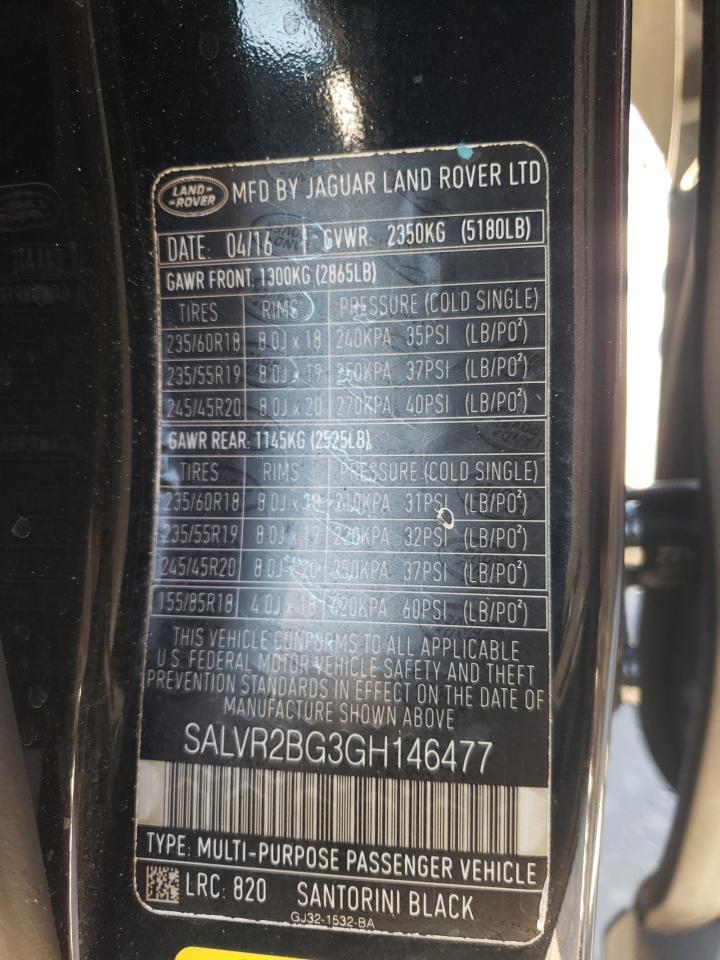 LAND-
-ROVER
MFD BY JAGUAR LAND ROVER LTD
DATE: 04/16 GVWR 2350KG (5180LB)
GAWR FRONT: 1300KG (2865LB)
TIRES RIMS PRESSURE (COLD SINGLE)
235/60R18 8.0J x 18 240KPA 35PSI (LB/PO²)
235/55R19 8.0J x 19 250KPA 37PSI (LB/PO²)
245/45R20 8.0J x 20 270KPA 40PSI (LB/PO²)
GAWR REAR: 1145KG (2525LB)
TIRES RIMS PRESSURE (COLD SINGLE)
235/60R18 8.0J x 18 210KPA 31PSI (LB/PO²)
235/55R19 8.0J x 19 220KPA 32PSI (LB/PO²)
245/45R20 8.0J x 20 250KPA 37PSI (LB/PO²)
155/85R18 4.0J x 18 420KPA 60PSI (LB/PO²)
THIS VEHICLE CONFORMS TO ALL APPLICABLE
U.S. FEDERAL MOTOR VEHICLE SAFETY AND THEFT
PREVENTION STANDARDS IN EFFECT ON THE DATE OF
MANUFACTURE SHOWN ABOVE
SALVR2BG3GH146477
TYPE: MULTI-PURPOSE PASSENGER VEHICLE
LRC: 820 SANTORINI BLACK
GJ32-1532-BA